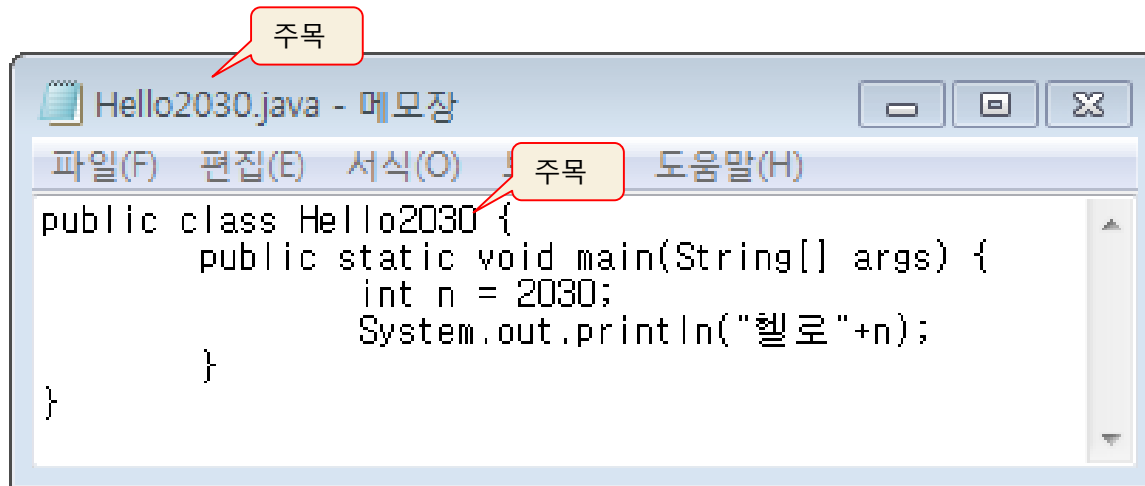 주목
Hello2030.java - 메모장
파일(F) 편집(E) 서식(O) 도움말(H)
주목
public class Hello2030 {
public static void main(String[] args) {
int n = 2030;
System.out.println("헬로"+n);
}
}